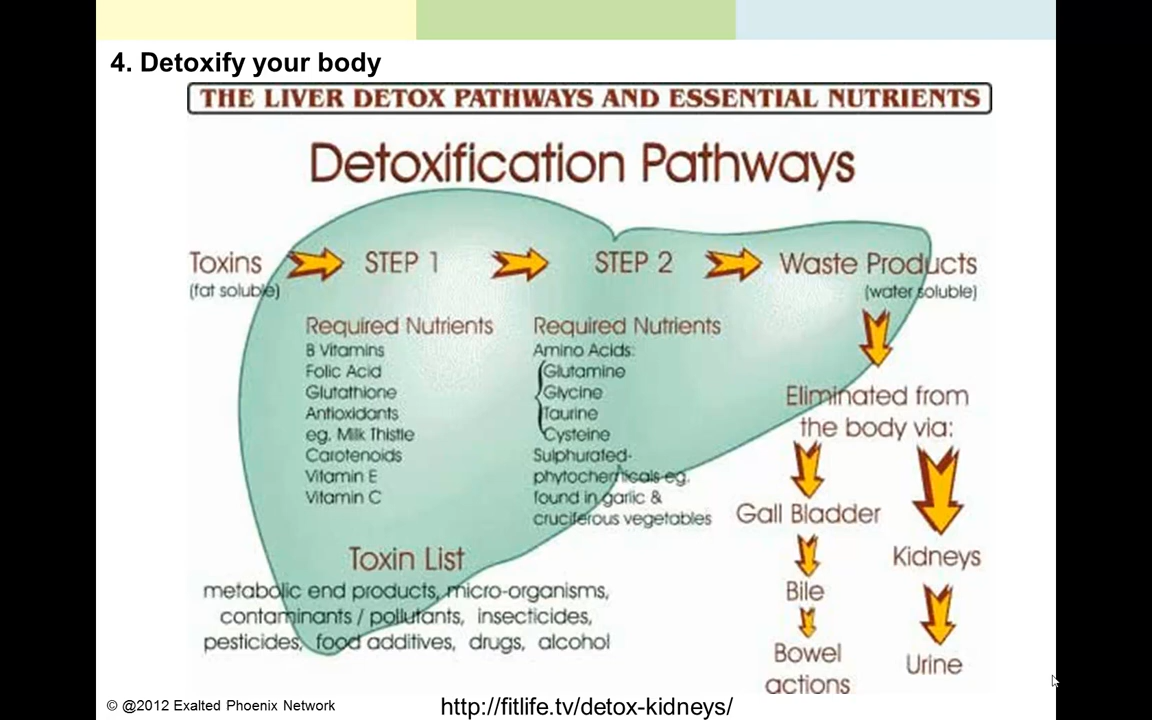 4. Detoxify your body
THE LIVER DETOX PATHWAYS AND ESSENTIAL NUTRIENTS
Detoxification Pathways
Toxins
(fat soluble)
STEP 1
STEP 2
Waste Products
(water soluble)
Required Nutrients
B Vitamins
Folic Acid
Glutathione
Antioxidants
eg. Milk Thistle
Carotenoids
Vitamin E
Vitamin C
Required Nutrients
Amino Acids:
Glutamine
Glycine
Taurine
Cysteine
Sulphurated-
phytochemicals eg.
found in garlic &
cruciferous vegetables
Eliminated from
the body via:
Gall Bladder
Bile
Bowel
actions
Kidneys
Urine
Toxin List
metabolic end products, micro-organisms,
contaminants / pollutants, insecticides,
pesticides, food additives, drugs, alcohol
© @2012 Exalted Phoenix Network
http://fitlife.tv/detox-kidneys/